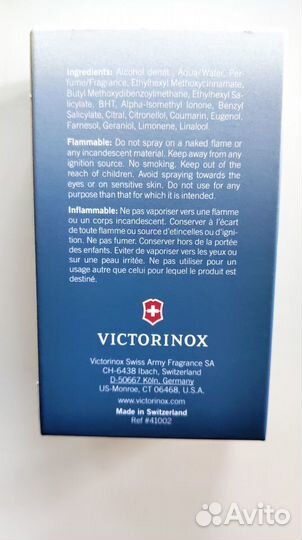 Ingredients: Alcohol denat., Aqua/Water, Per-
fume/Fragrance, Ethylhexyl Methoxycinnamate,
Butyl Methoxydibenzoylmethane, Ethylhexyl Sa-
licylate, BHT, Alpha-Isomethyl Ionone, Benzyl
Salicylate, Citral, Citronellol, Coumarin, Eugenol,
Farnesol, Geraniol, Limonene, Linalool.
Flammable: Do not spray on a naked flame or
any incandescent material. Keep away from any
ignition source. No smoking. Keep out of the
reach of children. Avoid spraying towards the
eyes or on sensitive skin. Do not use for any
purpose than that for which it is intended.
Inflammable: Ne pas vaporiser vers une flamme
ou un corps incandescent. Conserver à l'écart
de toute flamme ou source d'etincelles ou d'igni-
tion. Ne pas fumer. Conserver hors de la portée
des enfants. Eviter de vaporiser vers les yeux ou
sur une peau irritée. Ne pas utiliser pour un
usage autre que celui pour lequel le produit est
destiné.
VICTORINOX
Victorinox Swiss Army Fragrance SA
CH-6438 Ibach, Switzerland
D-50667 Köln, Germany
US-Monroe, CT 06468, U.S.A.
www.victorinox.com
Made in Switzerland
Ref #41002
Avito